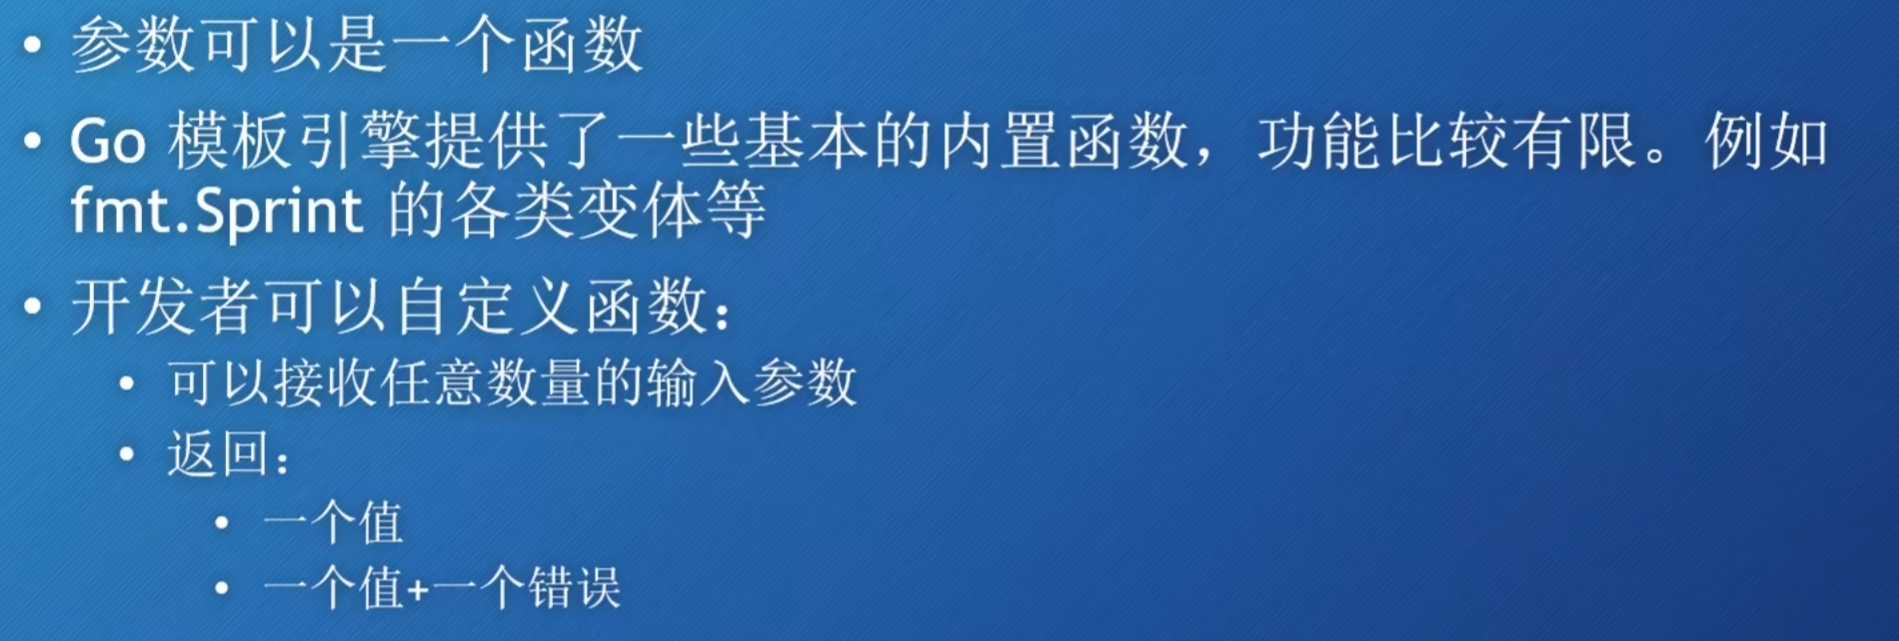 • 参数可以是一个函数
• Go 模板引擎提供了一些基本的内置函数，功能比较有限。例如
fmt.Sprint 的各类变体等
• 开发者可以自定义函数：
• 可以接收任意数量的输入参数
• 返回：
• 一个值
• 一个值+一个错误